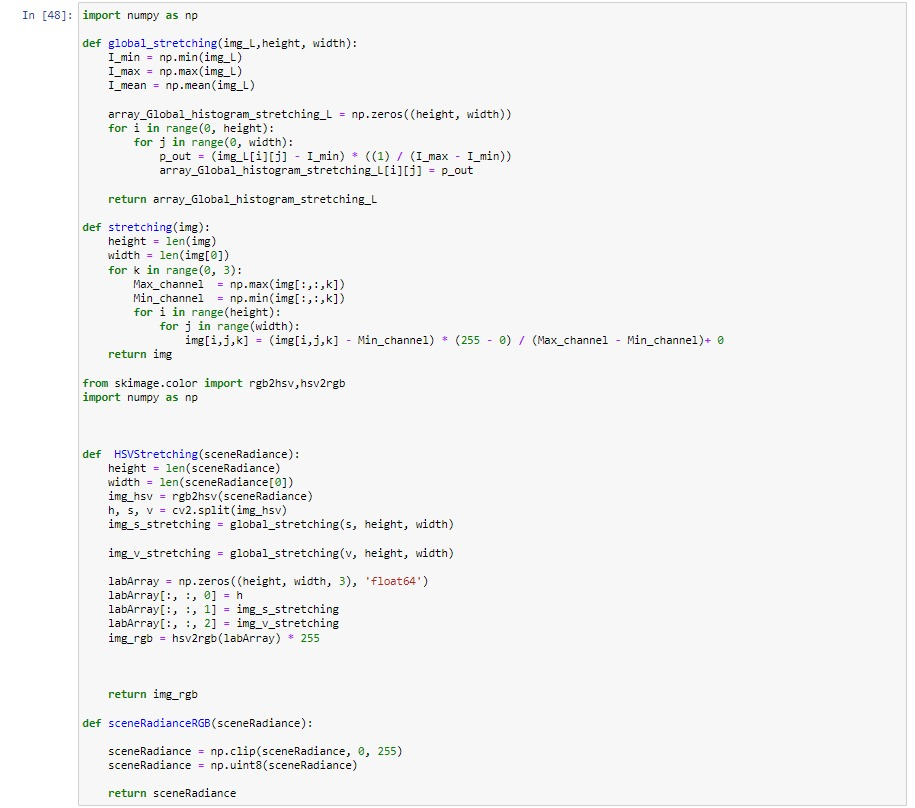 In [48]: import numpy as np
def global_stretching(img_L,height, width):
    I_min = np.min(img_L)
    I_max = np.max(img_L)
    I_mean = np.mean(img_L)
    array_Global_histogram_stretching_L = np.zeros((height, width))
    for i in range(0, height):
        for j in range(0, width):
            p_out = (img_L[i][j] - I_min) * ((1) / (I_max - I_min))
            array_Global_histogram_stretching_L[i][j] = p_out
    return array_Global_histogram_stretching_L
def stretching(img):
    height = len(img)
    width = len(img[0])
    for k in range(0, 3):
        Max_channel  = np.max(img[:,:,k])
        Min_channel  = np.min(img[:,:,k])
        for i in range(height):
            for j in range(width):
                img[i,j,k] = (img[i,j,k] - Min_channel) * (255 - 0) / (Max_channel - Min_channel)+ 0
    return img
from skimage.color import rgb2hsv,hsv2rgb
import numpy as np
def  HSVStretching(sceneRadiance):
    height = len(sceneRadiance)
    width = len(sceneRadiance[0])
    img_hsv = rgb2hsv(sceneRadiance)
    h, s, v = cv2.split(img_hsv)
    img_s_stretching = global_stretching(s, height, width)
    img_v_stretching = global_stretching(v, height, width)
    labArray = np.zeros((height, width, 3), 'float64')
    labArray[:, :, 0] = h
    labArray[:, :, 1] = img_s_stretching
    labArray[:, :, 2] = img_v_stretching
    img_rgb = hsv2rgb(labArray) * 255
    return img_rgb
def sceneRadianceRGB(sceneRadiance):
    sceneRadiance = np.clip(sceneRadiance, 0, 255)
    sceneRadiance = np.uint8(sceneRadiance)
    return sceneRadiance